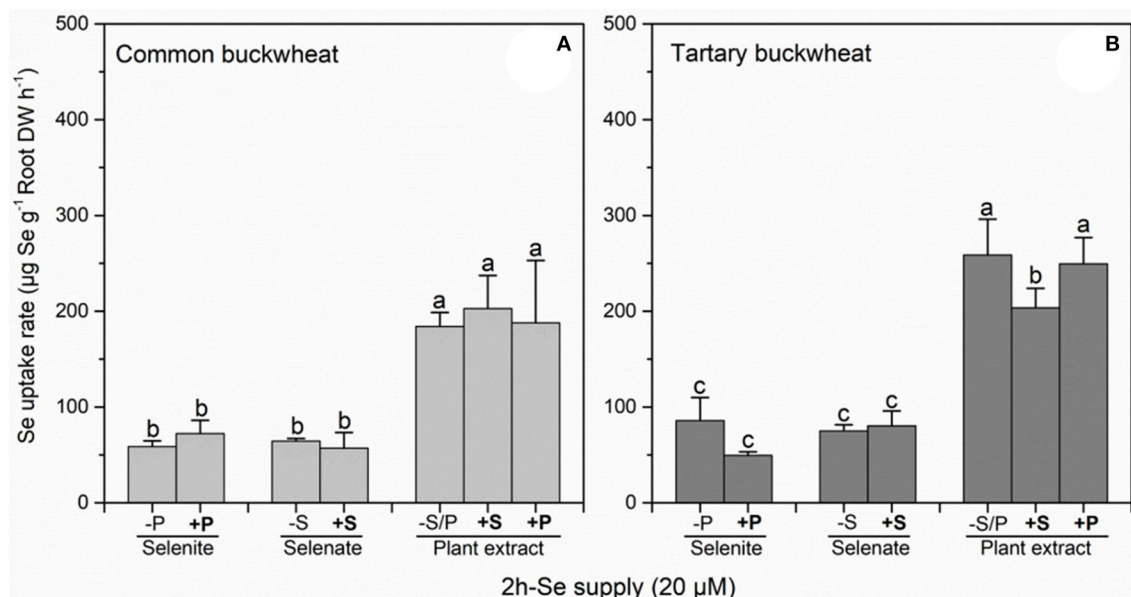 Se uptake rate (µg Se g⁻¹ Root DW h⁻¹)
500
400
300
200
100
0
Common buckwheat
A
b
b
b
b
a
a
a
-P
+P
-S
+S
-S/P
+S
+P
Selenite
Selenate
Plant extract
500
400
300
200
100
0
Tartary buckwheat
B
c
c
c
c
a
b
a
-P
+P
-S
+S
-S/P
+S
+P
Selenite
Selenate
Plant extract
2h-Se supply (20 µM)